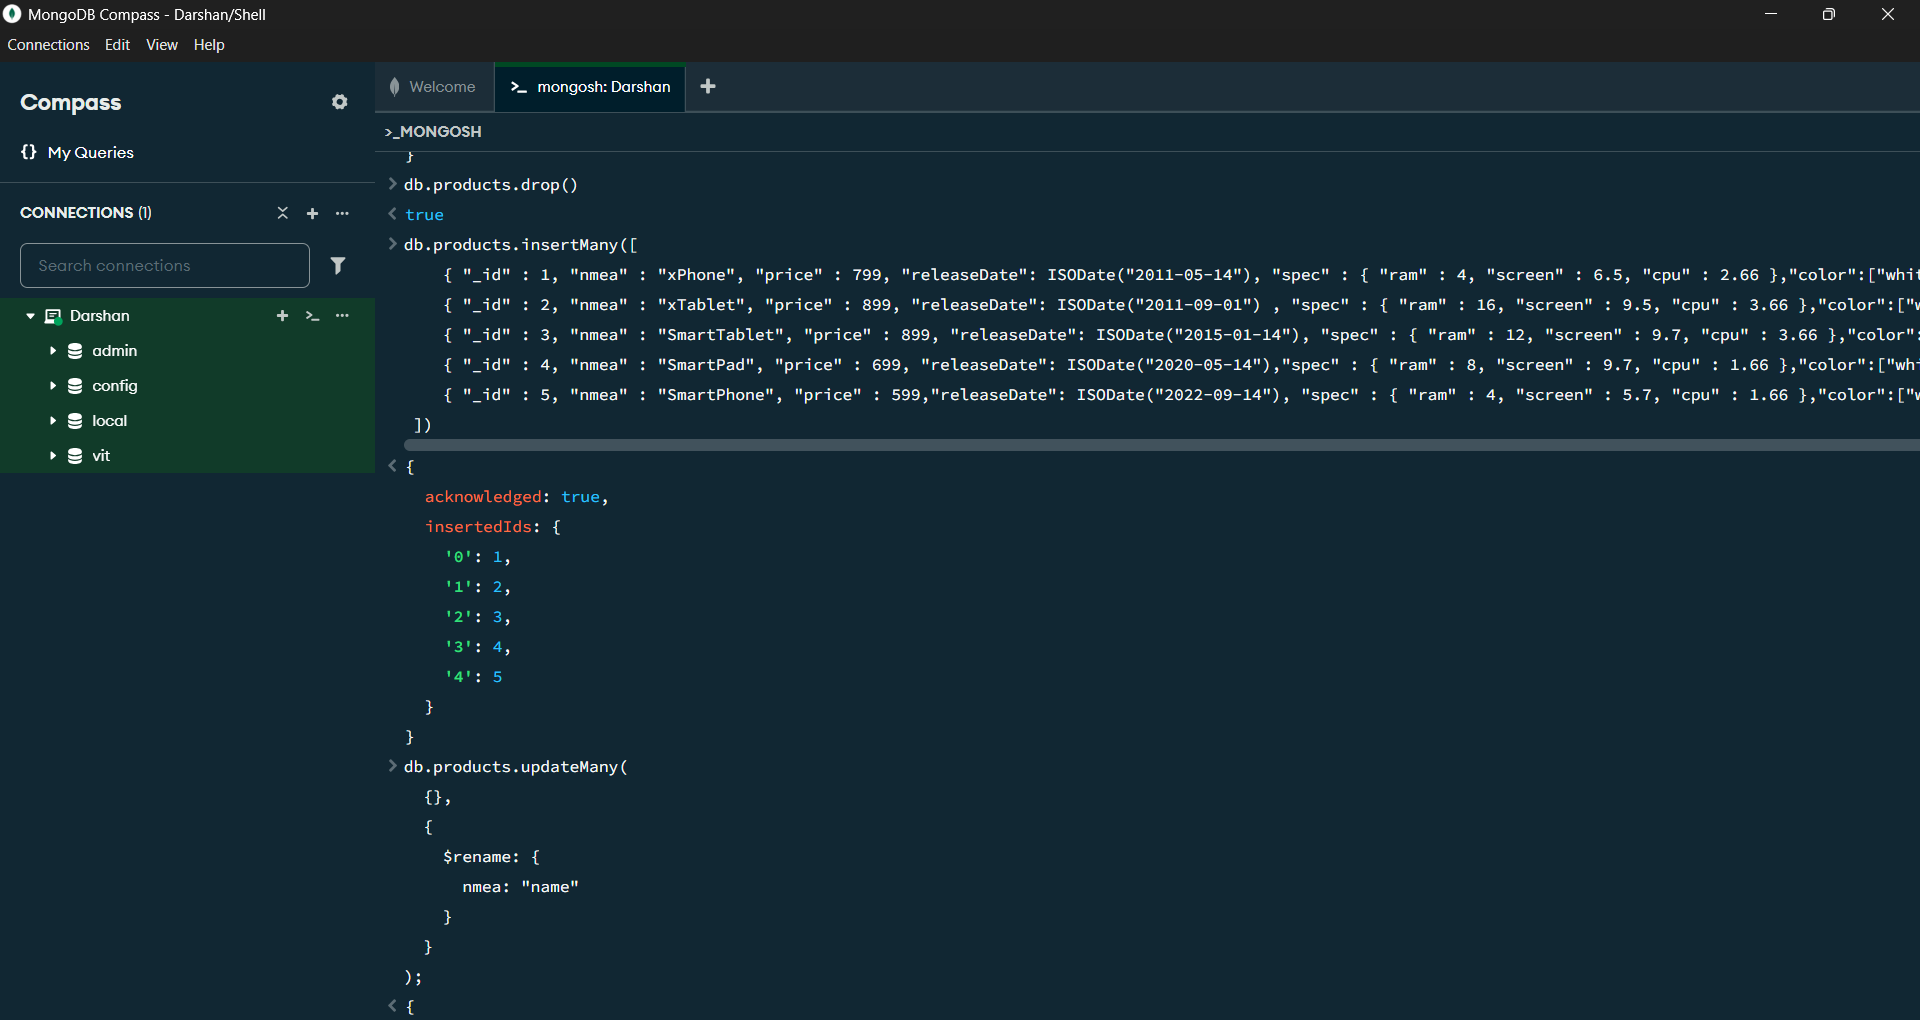 MongoDB Compass - Darshan/Shell
Connections Edit View Help
Compass
{} My Queries
CONNECTIONS (1)
Search connections
Darshan
admin
config
local
vit
Welcome
>_ mongosh: Darshan
>_MONGOSH
}
> db.products.drop()
< true
> db.products.insertMany([
{ "_id" : 1, "nmea" : "xPhone", "price" : 799, "releaseDate": ISODate("2011-05-14"), "spec" : { "ram" : 4, "screen" : 6.5, "cpu" : 2.66 },"color":["whit
{ "_id" : 2, "nmea" : "xTablet", "price" : 899, "releaseDate": ISODate("2011-09-01") , "spec" : { "ram" : 16, "screen" : 9.5, "cpu" : 3.66 },"color":["w
{ "_id" : 3, "nmea" : "SmartTablet", "price" : 899, "releaseDate": ISODate("2015-01-14"), "spec" : { "ram" : 12, "screen" : 9.7, "cpu" : 3.66 },"color":
{ "_id" : 4, "nmea" : "SmartPad", "price" : 699, "releaseDate": ISODate("2020-05-14"),"spec" : { "ram" : 8, "screen" : 9.7, "cpu" : 1.66 },"color":["whi
{ "_id" : 5, "nmea" : "SmartPhone", "price" : 599,"releaseDate": ISODate("2022-09-14"), "spec" : { "ram" : 4, "screen" : 5.7, "cpu" : 1.66 },"color":["w
])
< {
acknowledged: true,
insertedIds: {
'0': 1,
'1': 2,
'2': 3,
'3': 4,
'4': 5
}
}
> db.products.updateMany(
{},
{
$rename: {
nmea: "name"
}
}
);
< {